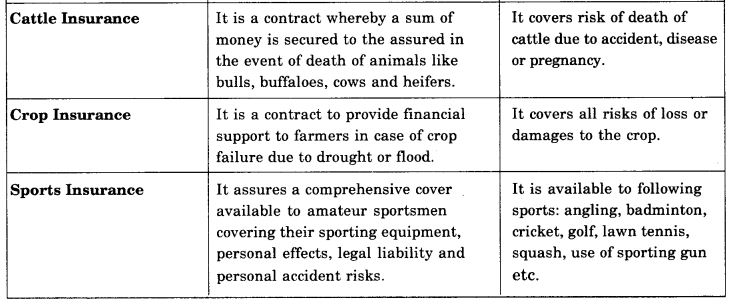 Cattle Insurance
It is a contract whereby a sum of
money is secured to the assured in
the event of death of animals like
bulls, buffaloes, cows and heifers.
It covers risk of death of
cattle due to accident, disease
or pregnancy.
Crop Insurance
It is a contract to provide financial
support to farmers in case of crop
failure due to drought or flood.
It covers all risks of loss or
damages to the crop.
Sports Insurance
It assures a comprehensive cover
available to amateur sportsmen
covering their sporting equipment,
personal effects, legal liability and
personal accident risks.
It is available to following
sports: angling, badminton,
cricket, golf, lawn tennis,
squash, use of sporting gun
etc.